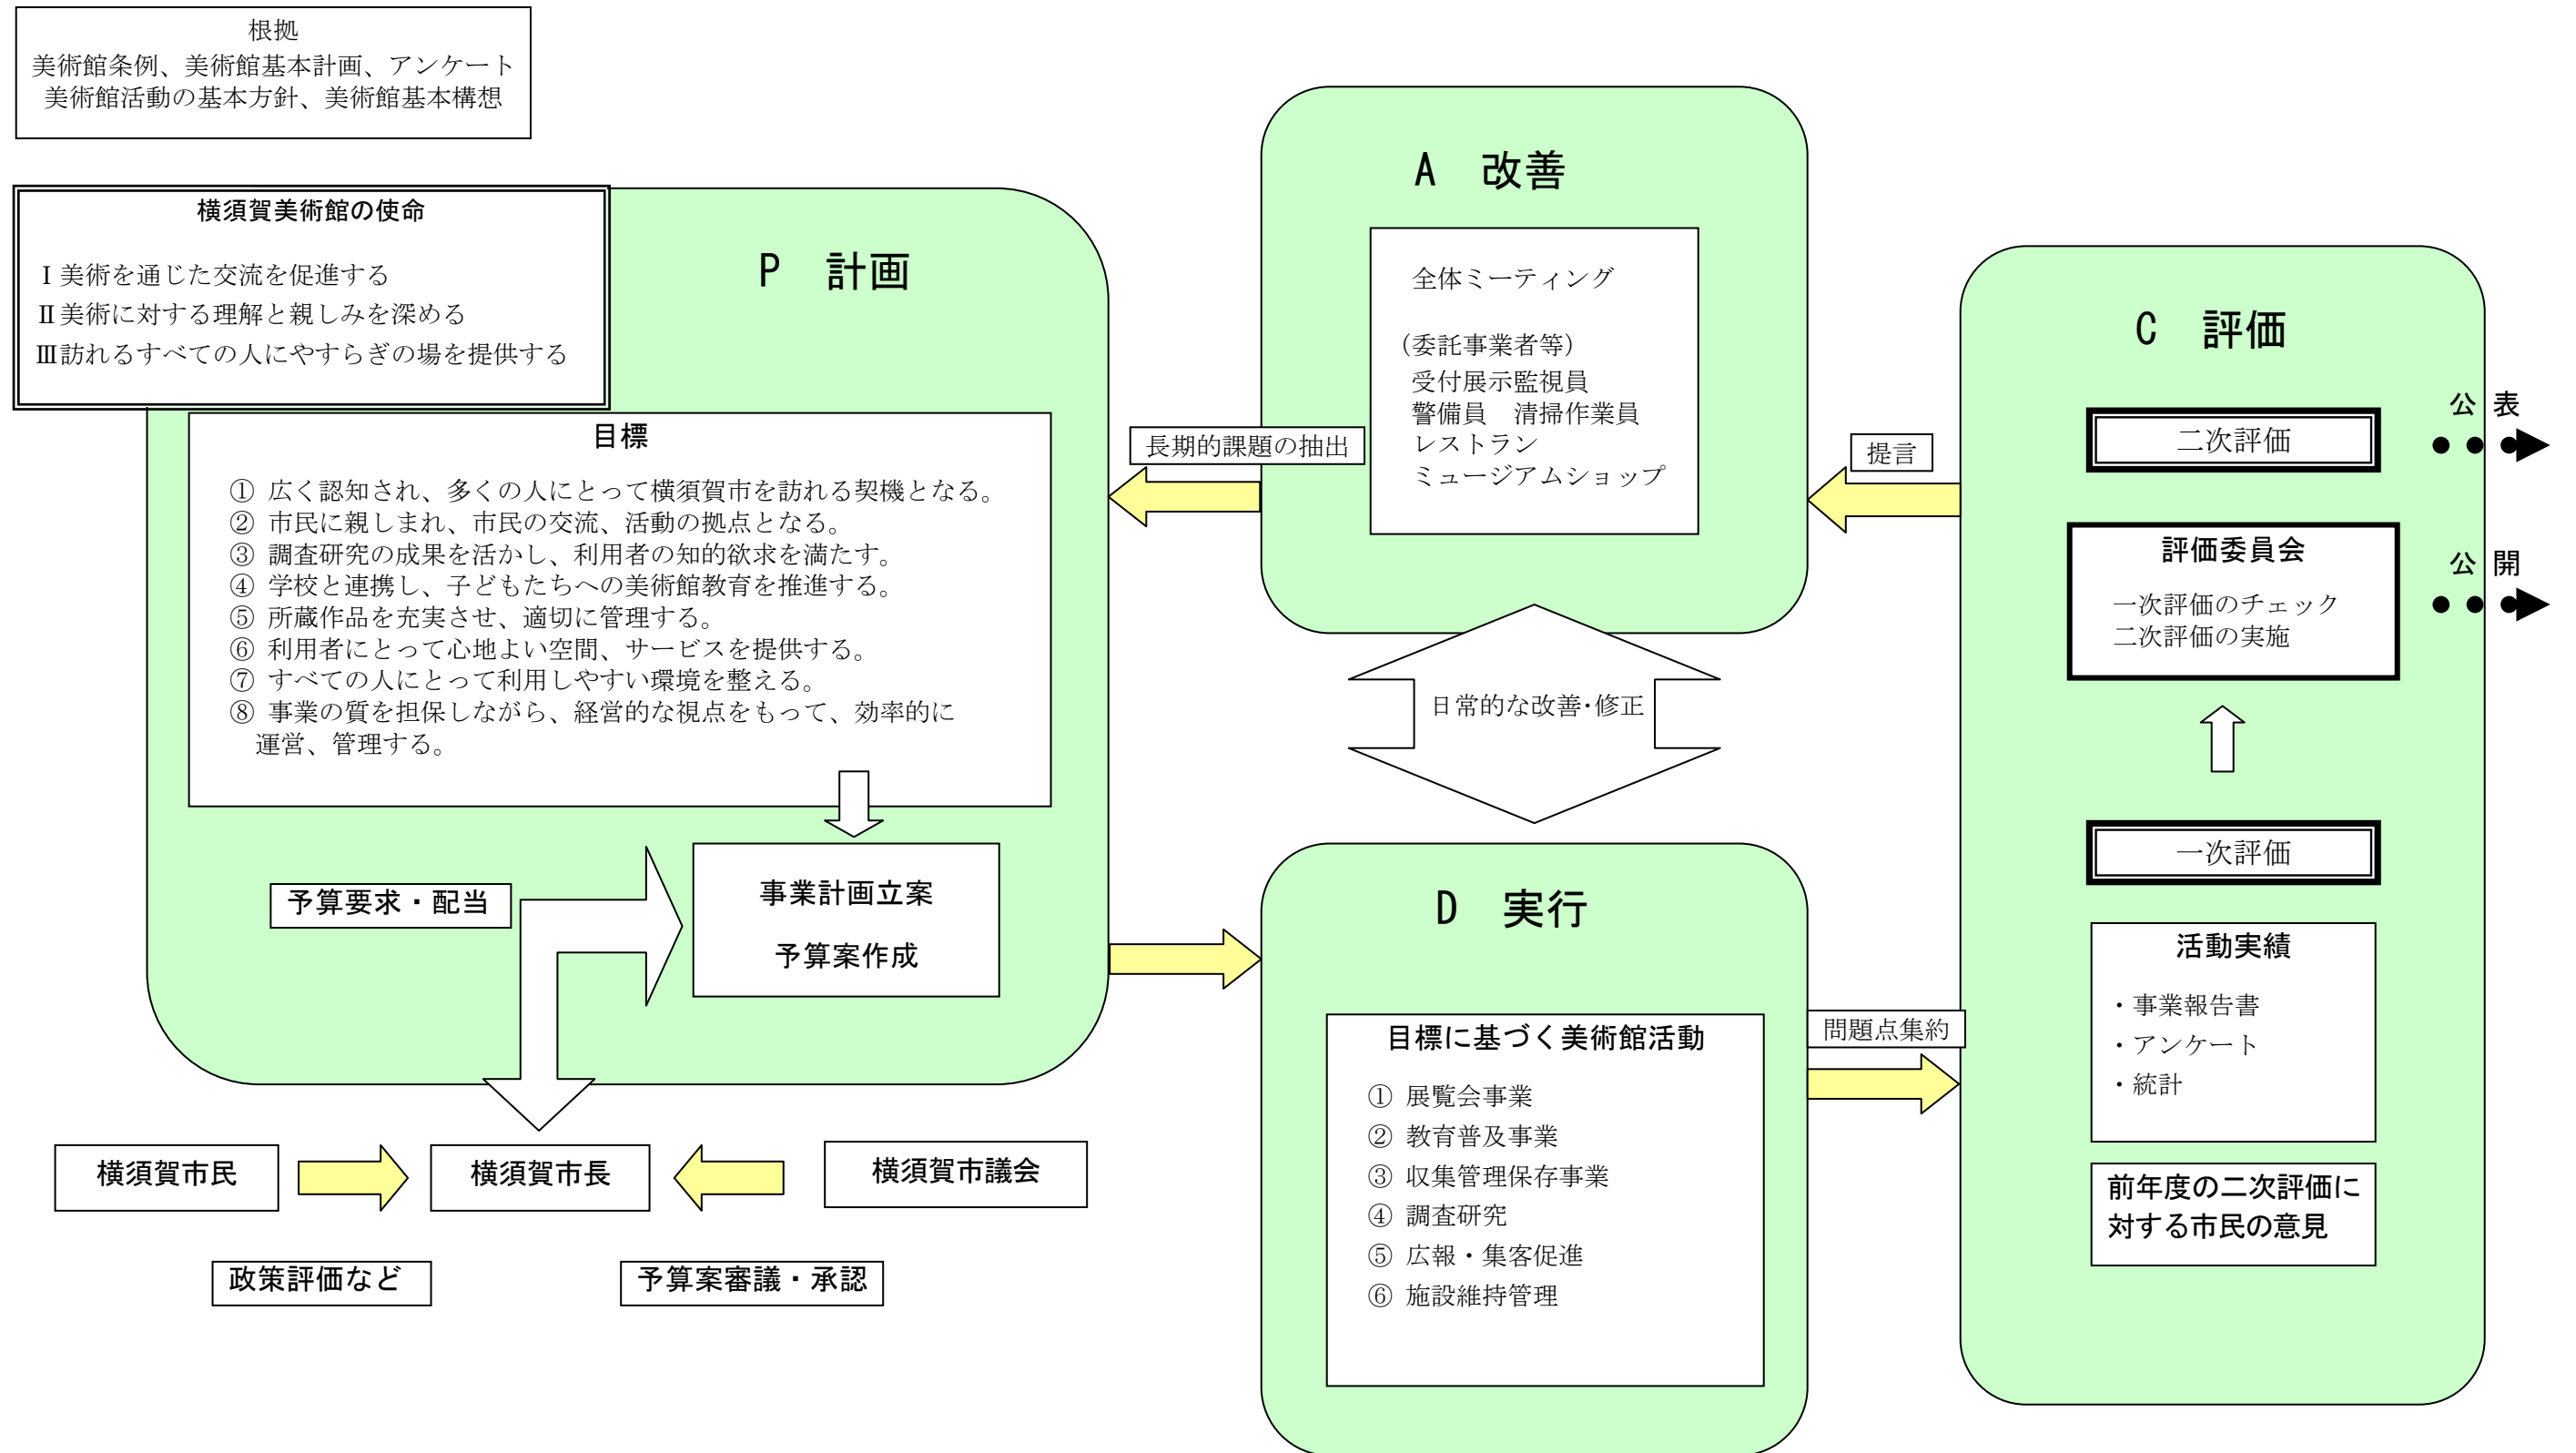 根拠
美術館条例、美術館基本計画、アンケート
美術館活動の基本方針、美術館基本構想
横須賀美術館の使命
Ⅰ美術を通じた交流を促進する
Ⅱ美術に対する理解と親しみを深める
Ⅲ訪れるすべての人にやすらぎの場を提供する
P 計画
目標
① 広く認知され、多くの人にとって横須賀市を訪れる契機となる。
② 市民に親しまれ、市民の交流、活動の拠点となる。
③ 調査研究の成果を活かし、利用者の知的欲求を満たす。
④ 学校と連携し、子どもたちへの美術館教育を推進する。
⑤ 所蔵作品を充実させ、適切に管理する。
⑥ 利用者にとって心地よい空間、サービスを提供する。
⑦ すべての人にとって利用しやすい環境を整える。
⑧ 事業の質を担保しながら、経営的な視点をもって、効率的に
運営、管理する。
予算要求・配当
事業計画立案
予算案作成
横須賀市民
横須賀市長
横須賀市議会
政策評価など
予算案審議・承認
長期的課題の抽出
A 改善
全体ミーティング
(委託事業者等)
受付展示監視員
警備員 清掃作業員
レストラン
ミュージアムショップ
日常的な改善・修正
D 実行
目標に基づく美術館活動
① 展覧会事業
② 教育普及事業
③ 収集管理保存事業
④ 調査研究
⑤ 広報・集客促進
⑥ 施設維持管理
提言
問題点集約
C 評価
二次評価
公 表
評価委員会
一次評価のチェック
二次評価の実施
公 開
一次評価
活動実績
・事業報告書
・アンケート
・統計
前年度の二次評価に
対する市民の意見